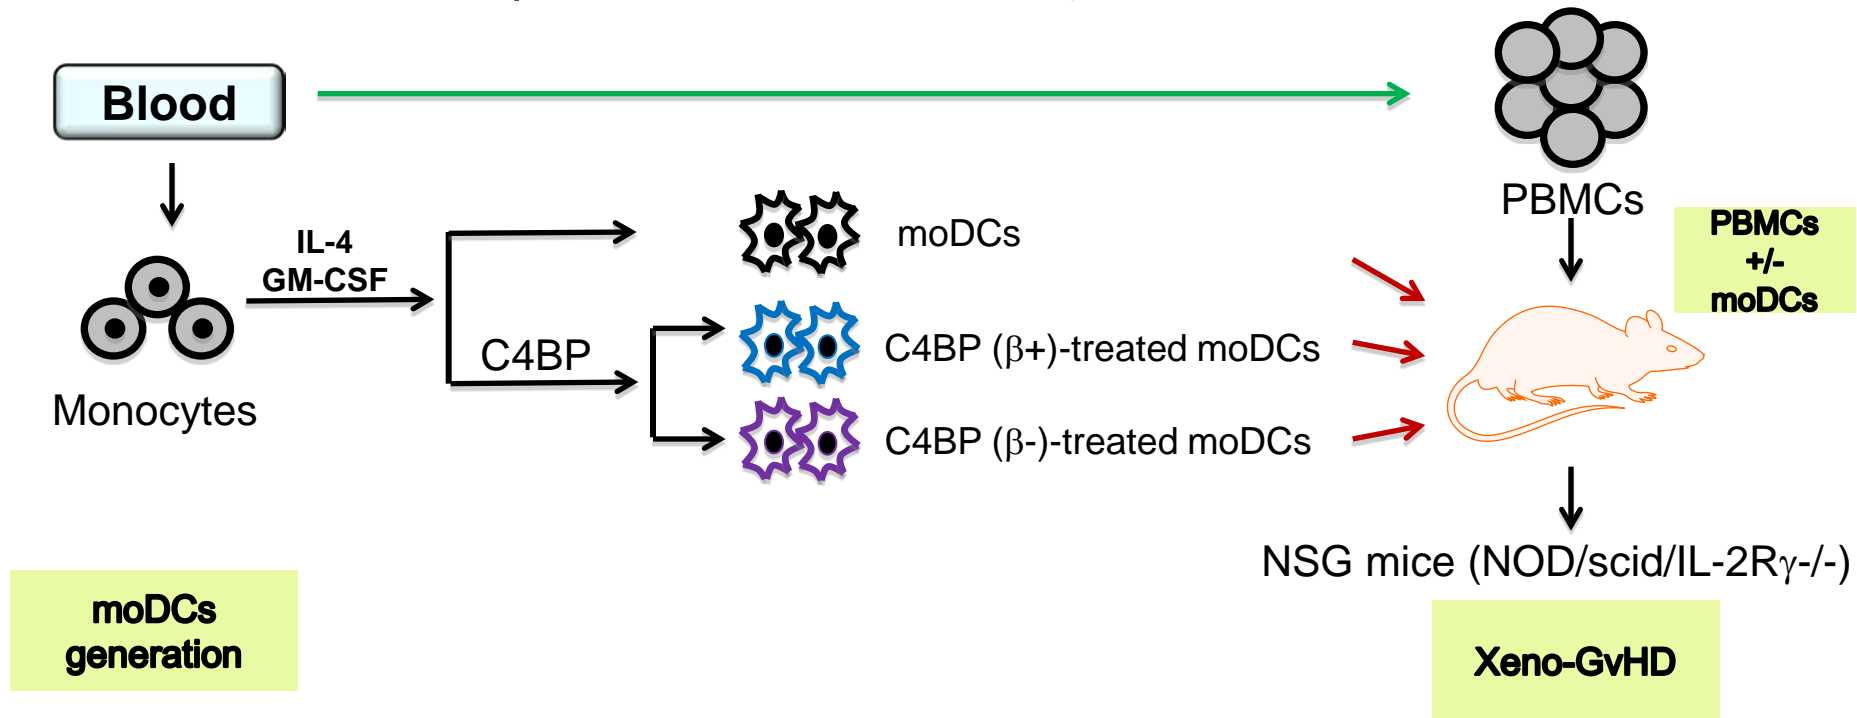 Blood
PBMCs
PBMCs
+/-
moDCs
IL-4
GM-CSF
moDCs
C4BP
C4BP (β+)-treated moDCs
Monocytes
C4BP (β-)-treated moDCs
NSG mice (NOD/scid/IL-2Rγ-/-)
moDCs
generation
Xeno-GvHD